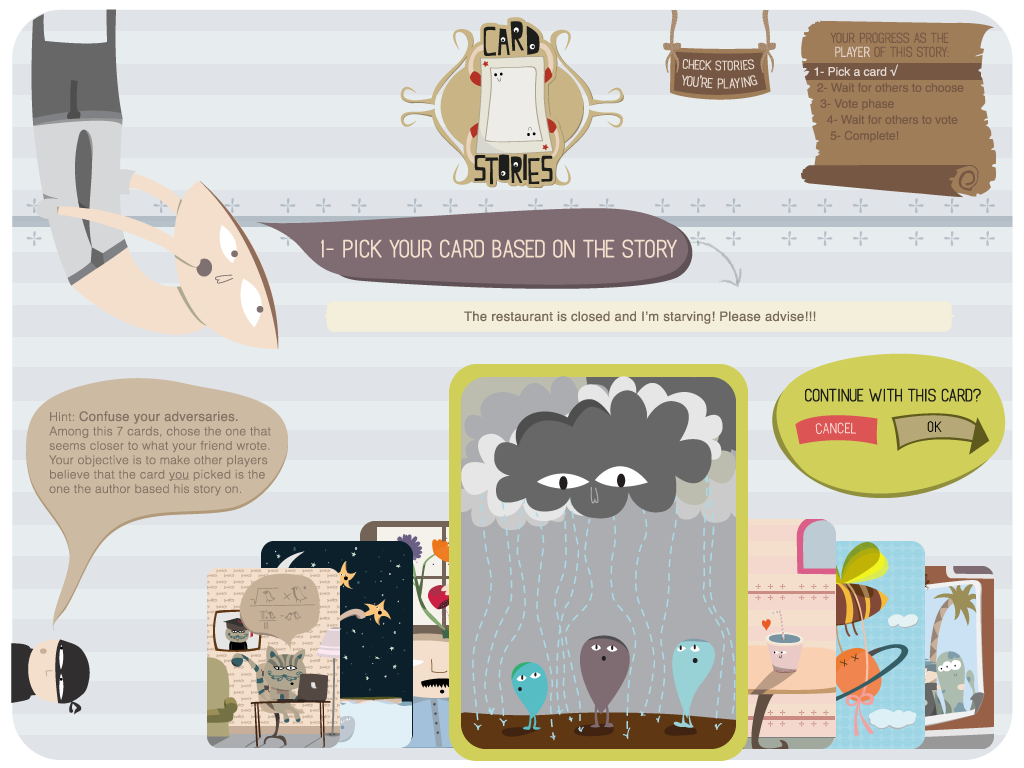 CARD
STORIES
CHECK STORIES
YOU'RE PLAYING
YOUR PROGRESS AS THE
PLAYER OF THIS STORY:
1- Pick a card √
2- Wait for others to choose
3- Vote phase
4- Wait for others to vote
5- Complete!
1- PICK YOUR CARD BASED ON THE STORY
The restaurant is closed and I'm starving! Please advise!!!
CONTINUE WITH THIS CARD?
CANCEL
OK
Hint: Confuse your adversaries.
Among this 7 cards, chose the one that
seems closer to what your friend wrote.
Your objective is to make other players
believe that the card you picked is the
one the author based his story on.